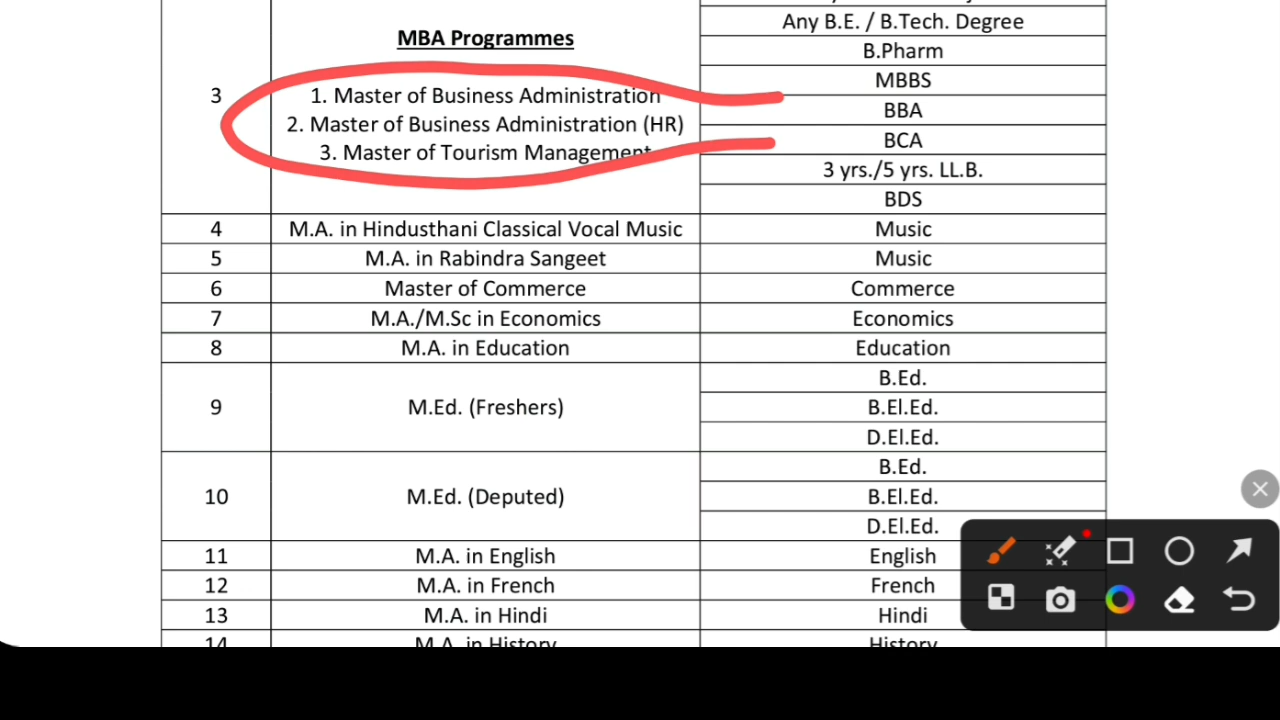 Any B.E. / B.Tech. Degree
MBA Programmes
B.Pharm
MBBS
3
1. Master of Business Administration
BBA
2. Master of Business Administration (HR)
BCA
3. Master of Tourism Management
3 yrs./5 yrs. LL.B.
BDS
4 M.A. in Hindusthani Classical Vocal Music Music
5 M.A. in Rabindra Sangeet Music
6 Master of Commerce Commerce
7 M.A./M.Sc in Economics Economics
8 M.A. in Education Education
B.Ed.
9 M.Ed. (Freshers) B.El.Ed.
D.El.Ed.
B.Ed.
10 M.Ed. (Deputed) B.El.Ed.
D.El.Ed.
11 M.A. in English English
12 M.A. in French French
13 M.A. in Hindi Hindi
14 M.A. in History History